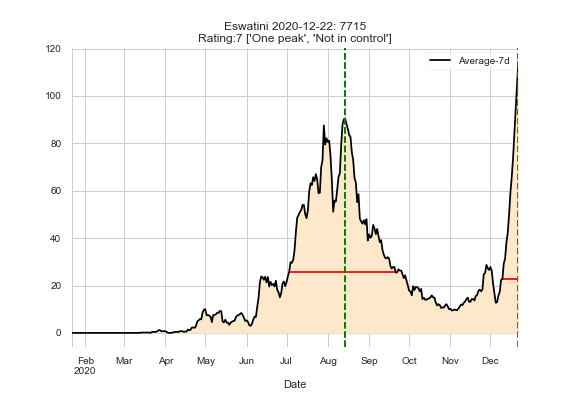 Eswatini 2020-12-22: 7715
Rating:7 ['One peak', 'Not in control']
Average-7d
120
100
80
60
40
20
0
Feb Mar Apr May Jun Jul Aug Sep Oct Nov Dec
2020
Date